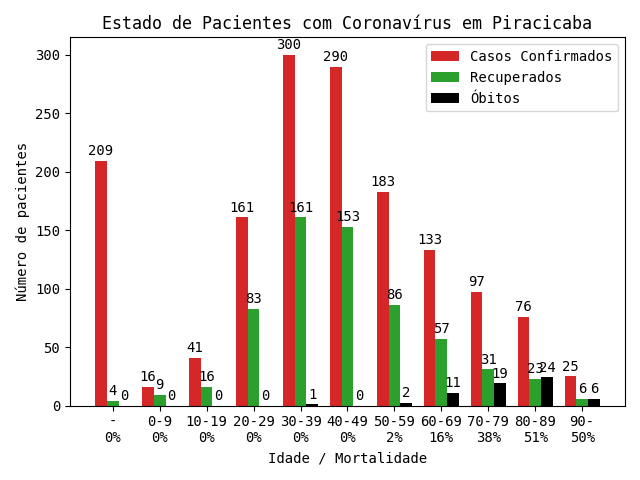 Estado de Pacientes com Coronavírus em Piracicaba
Casos Confirmados
Recuperados
Óbitos
Número de pacientes
300
250
200
150
100
50
0
209 4 0
16 9 0
41 16 0
161 83 0
300 161 1
290 153 0
183 86 2
133 57 11
97 31 19
76 23 24
25 6 6
- 0-9 10-19 20-29 30-39 40-49 50-59 60-69 70-79 80-89 90-
0% 0% 0% 0% 0% 0% 2% 16% 38% 51% 50%
Idade / Mortalidade